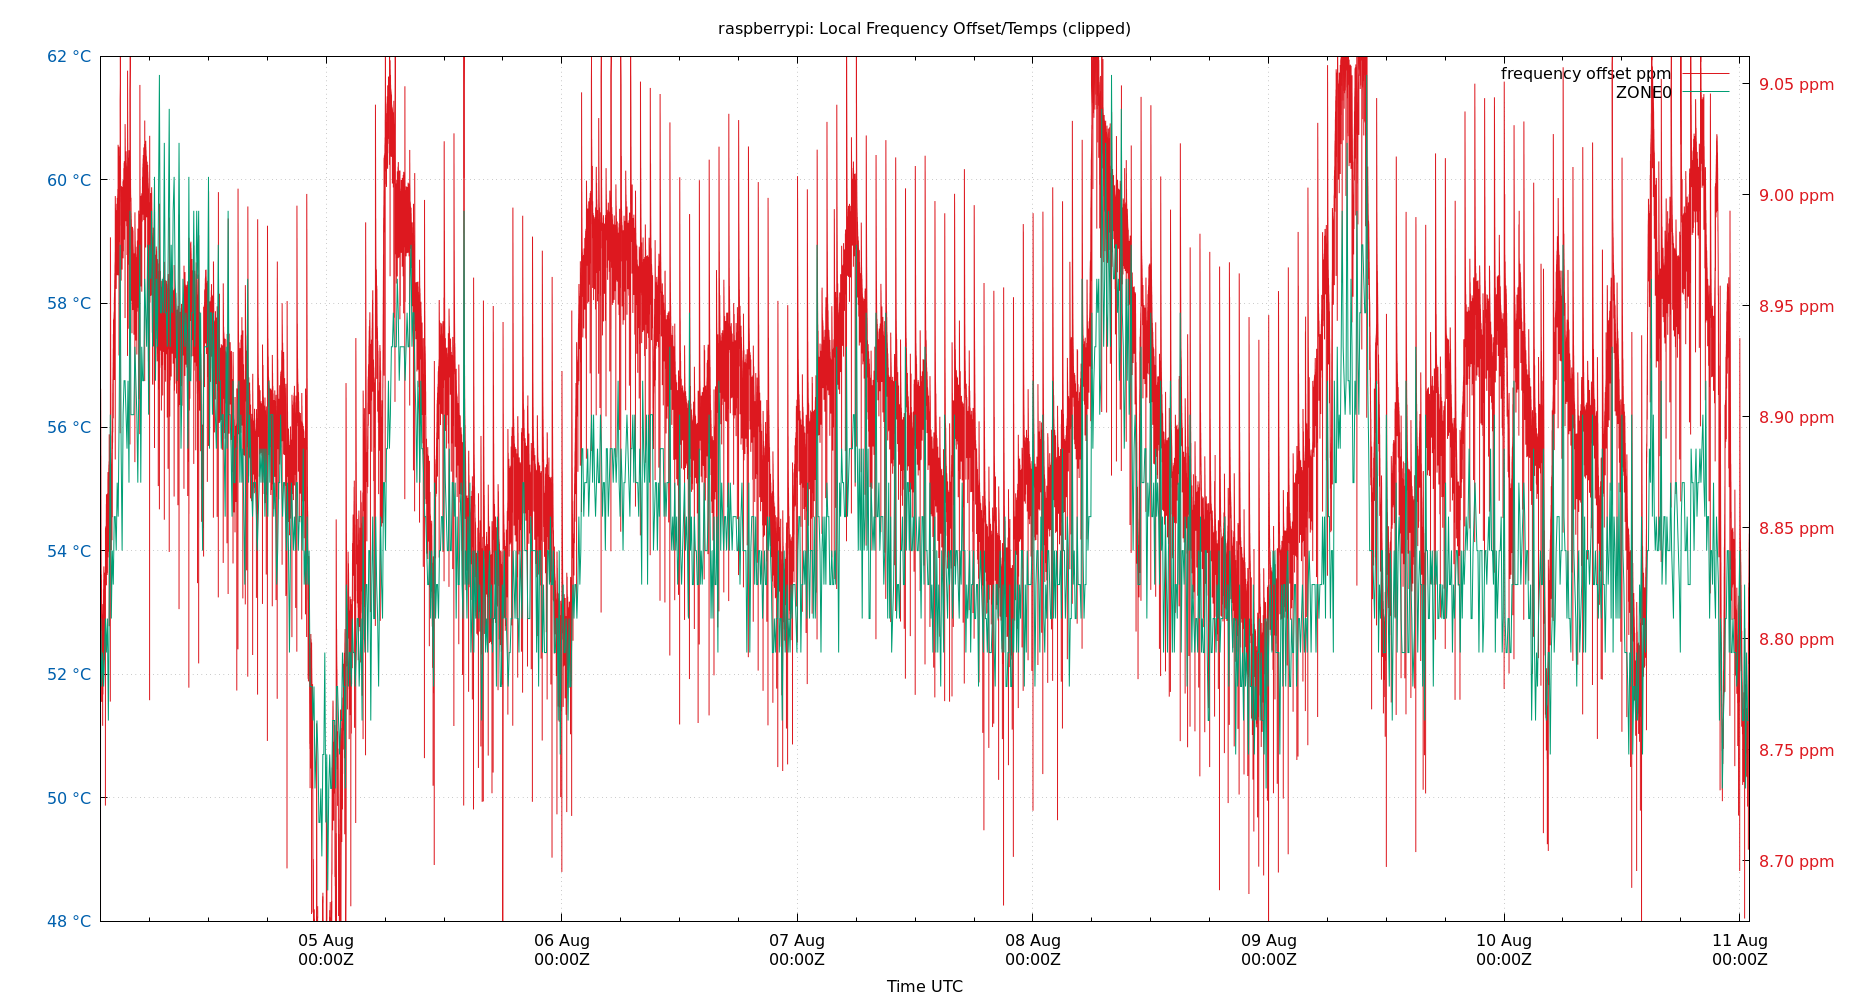 raspberrypi: Local Frequency Offset/Temps (clipped)
62 °C
60 °C
58 °C
56 °C
54 °C
52 °C
50 °C
48 °C
frequency offset ppm
ZONE0
9.05 ppm
9.00 ppm
8.95 ppm
8.90 ppm
8.85 ppm
8.80 ppm
8.75 ppm
8.70 ppm
05 Aug 06 Aug 07 Aug 08 Aug 09 Aug 10 Aug 11 Aug
00:00Z 00:00Z 00:00Z 00:00Z 00:00Z 00:00Z 00:00Z
Time UTC